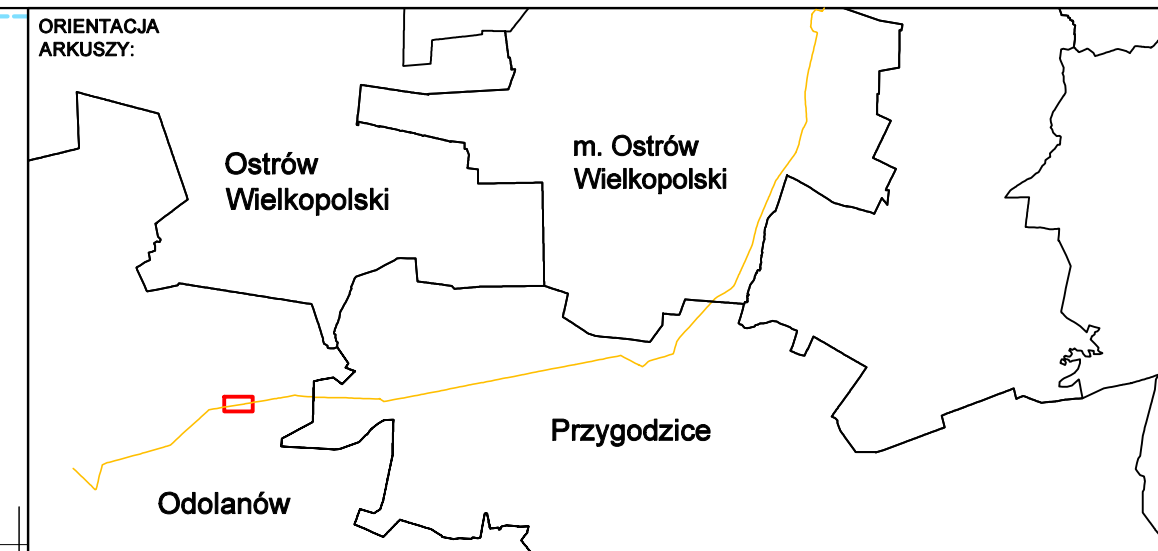 ORIENTACJA
ARKUSZY:
Ostrów
Wielkopolski
m. Ostrów
Wielkopolski
Przygodzice
Odolanów